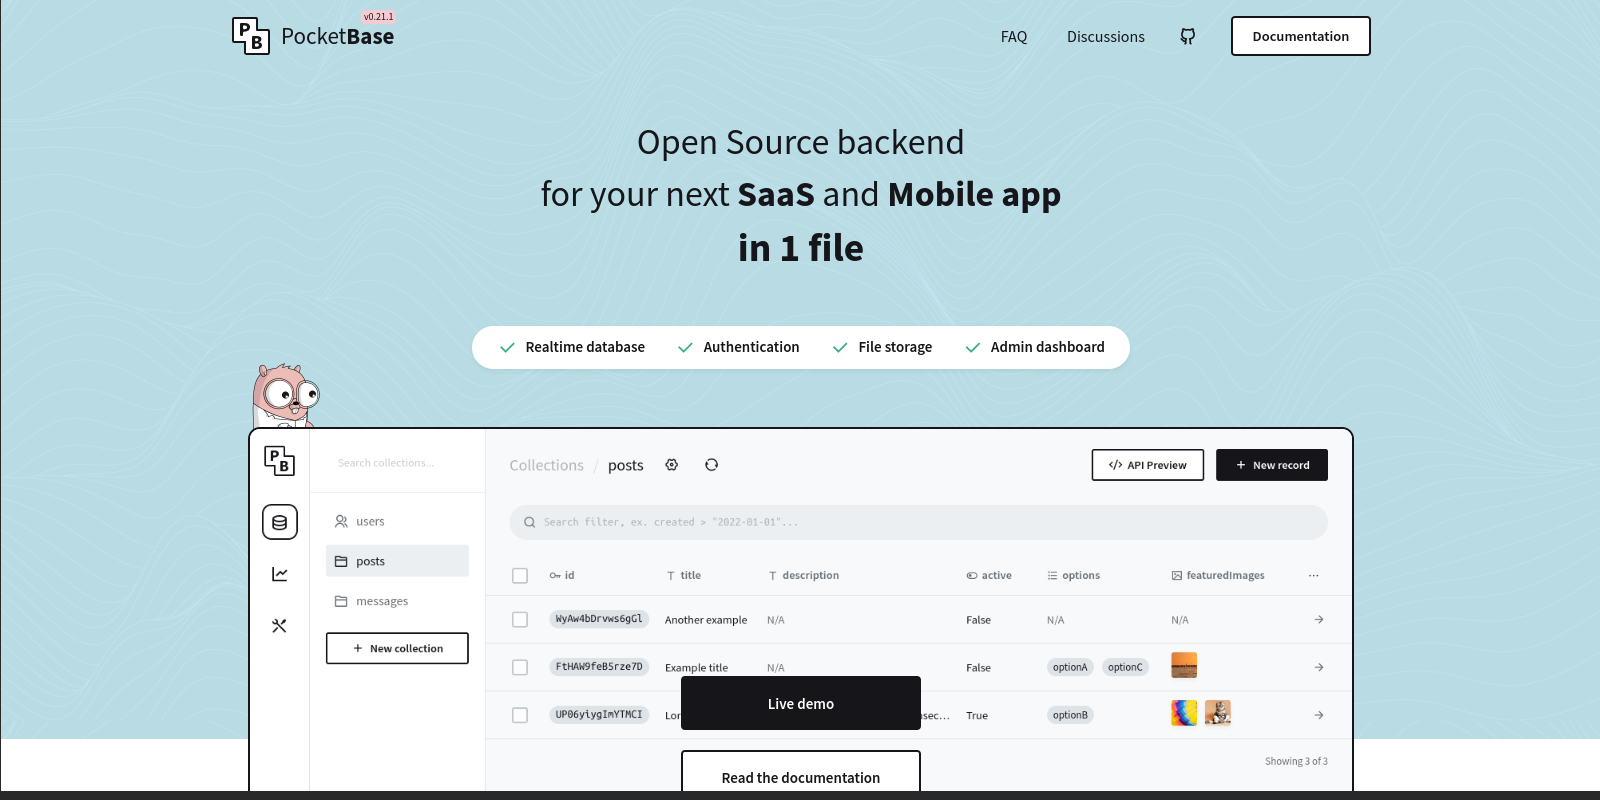 v0.21.1
PB PocketBase
FAQ Discussions Documentation
Open Source backend
for your next SaaS and Mobile app
in 1 file
Realtime database Authentication File storage Admin dashboard
PB
Search collections...
Collections / posts
</> API Preview
+ New record
users
posts
messages
+ New collection
Search filter, ex. created > "2022-01-01"...
id title description active options featuredImages ...
WyAw4bDrvws6gGl Another example N/A False N/A N/A
FtHAW9feB5rze7D Example title N/A False optionA optionC
UP06yiygImYTMCI Lor sec... True optionB
Live demo
Showing 3 of 3
Read the documentation